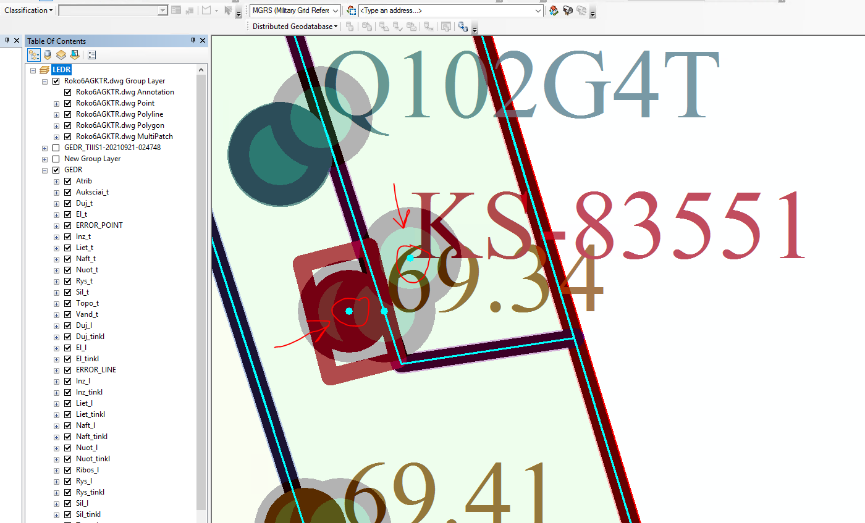 Classification
MGRS (Military Grid Refere
<Type an address...>
Distributed Geodatabase
Table Of Contents
LEDR
Roko6AGKTR.dwg Group Layer
Roko6AGKTR.dwg Annotation
Roko6AGKTR.dwg Point
Roko6AGKTR.dwg Polyline
Roko6AGKTR.dwg Polygon
Roko6AGKTR.dwg MultiPatch
GEDR_TIIIS1-20210921-024748
New Group Layer
GEDR
Atrib
Auksciai_t
Duj_t
El_t
ERROR_POINT
Inz_t
Liet_t
Naft_t
Nuot_t
Rys_t
Sil_t
Topo_t
Vand_t
Duj_l
Duj_tinkl
El_l
El_tinkl
ERROR_LINE
Inz_l
Inz_tinkl
Liet_l
Liet_tinkl
Naft_l
Naft_tinkl
Nuot_l
Nuot_tinkl
Ribos_l
Rys_l
Rys_tinkl
Sil_l
Sil_tinkl
Q102G4T
KS-83551
69.34
69.41